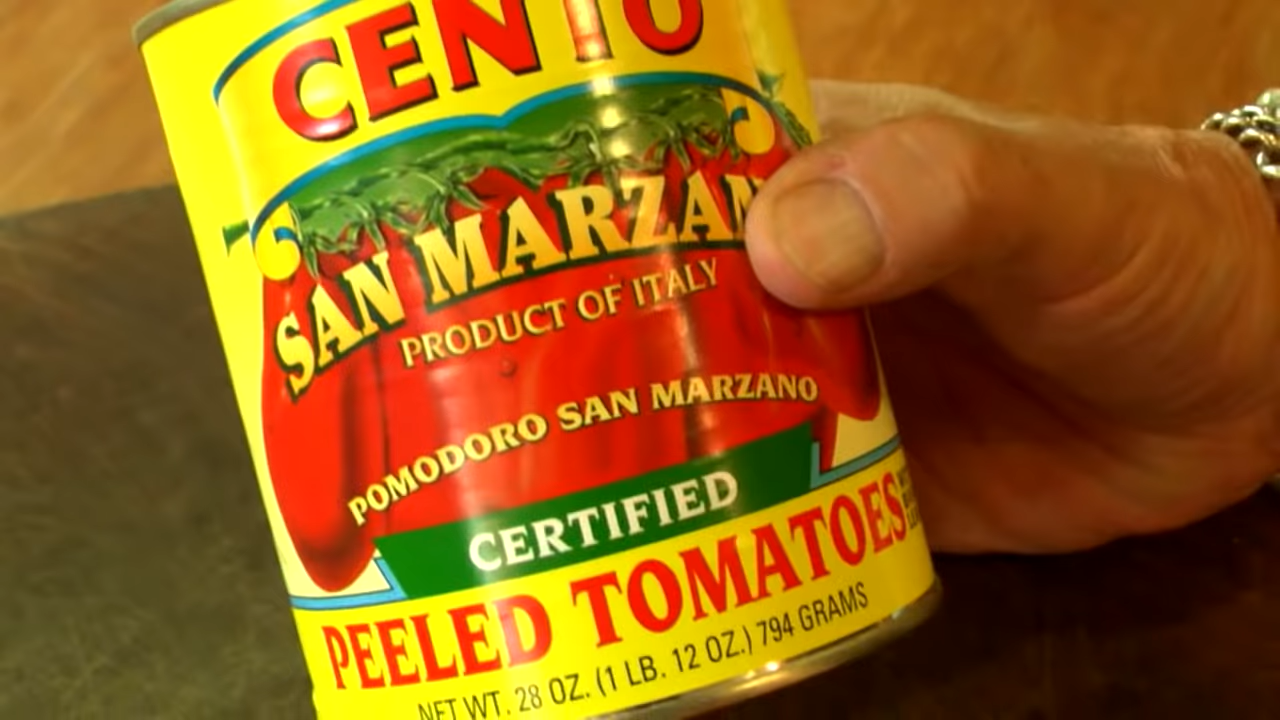 CENTO
SAN MARZAN
PRODUCT OF ITALY
POMODORO SAN MARZANO
CERTIFIED
PEELED TOMATOES
NET WT. 28 OZ. (1 LB. 12 OZ.) 794 GRAMS